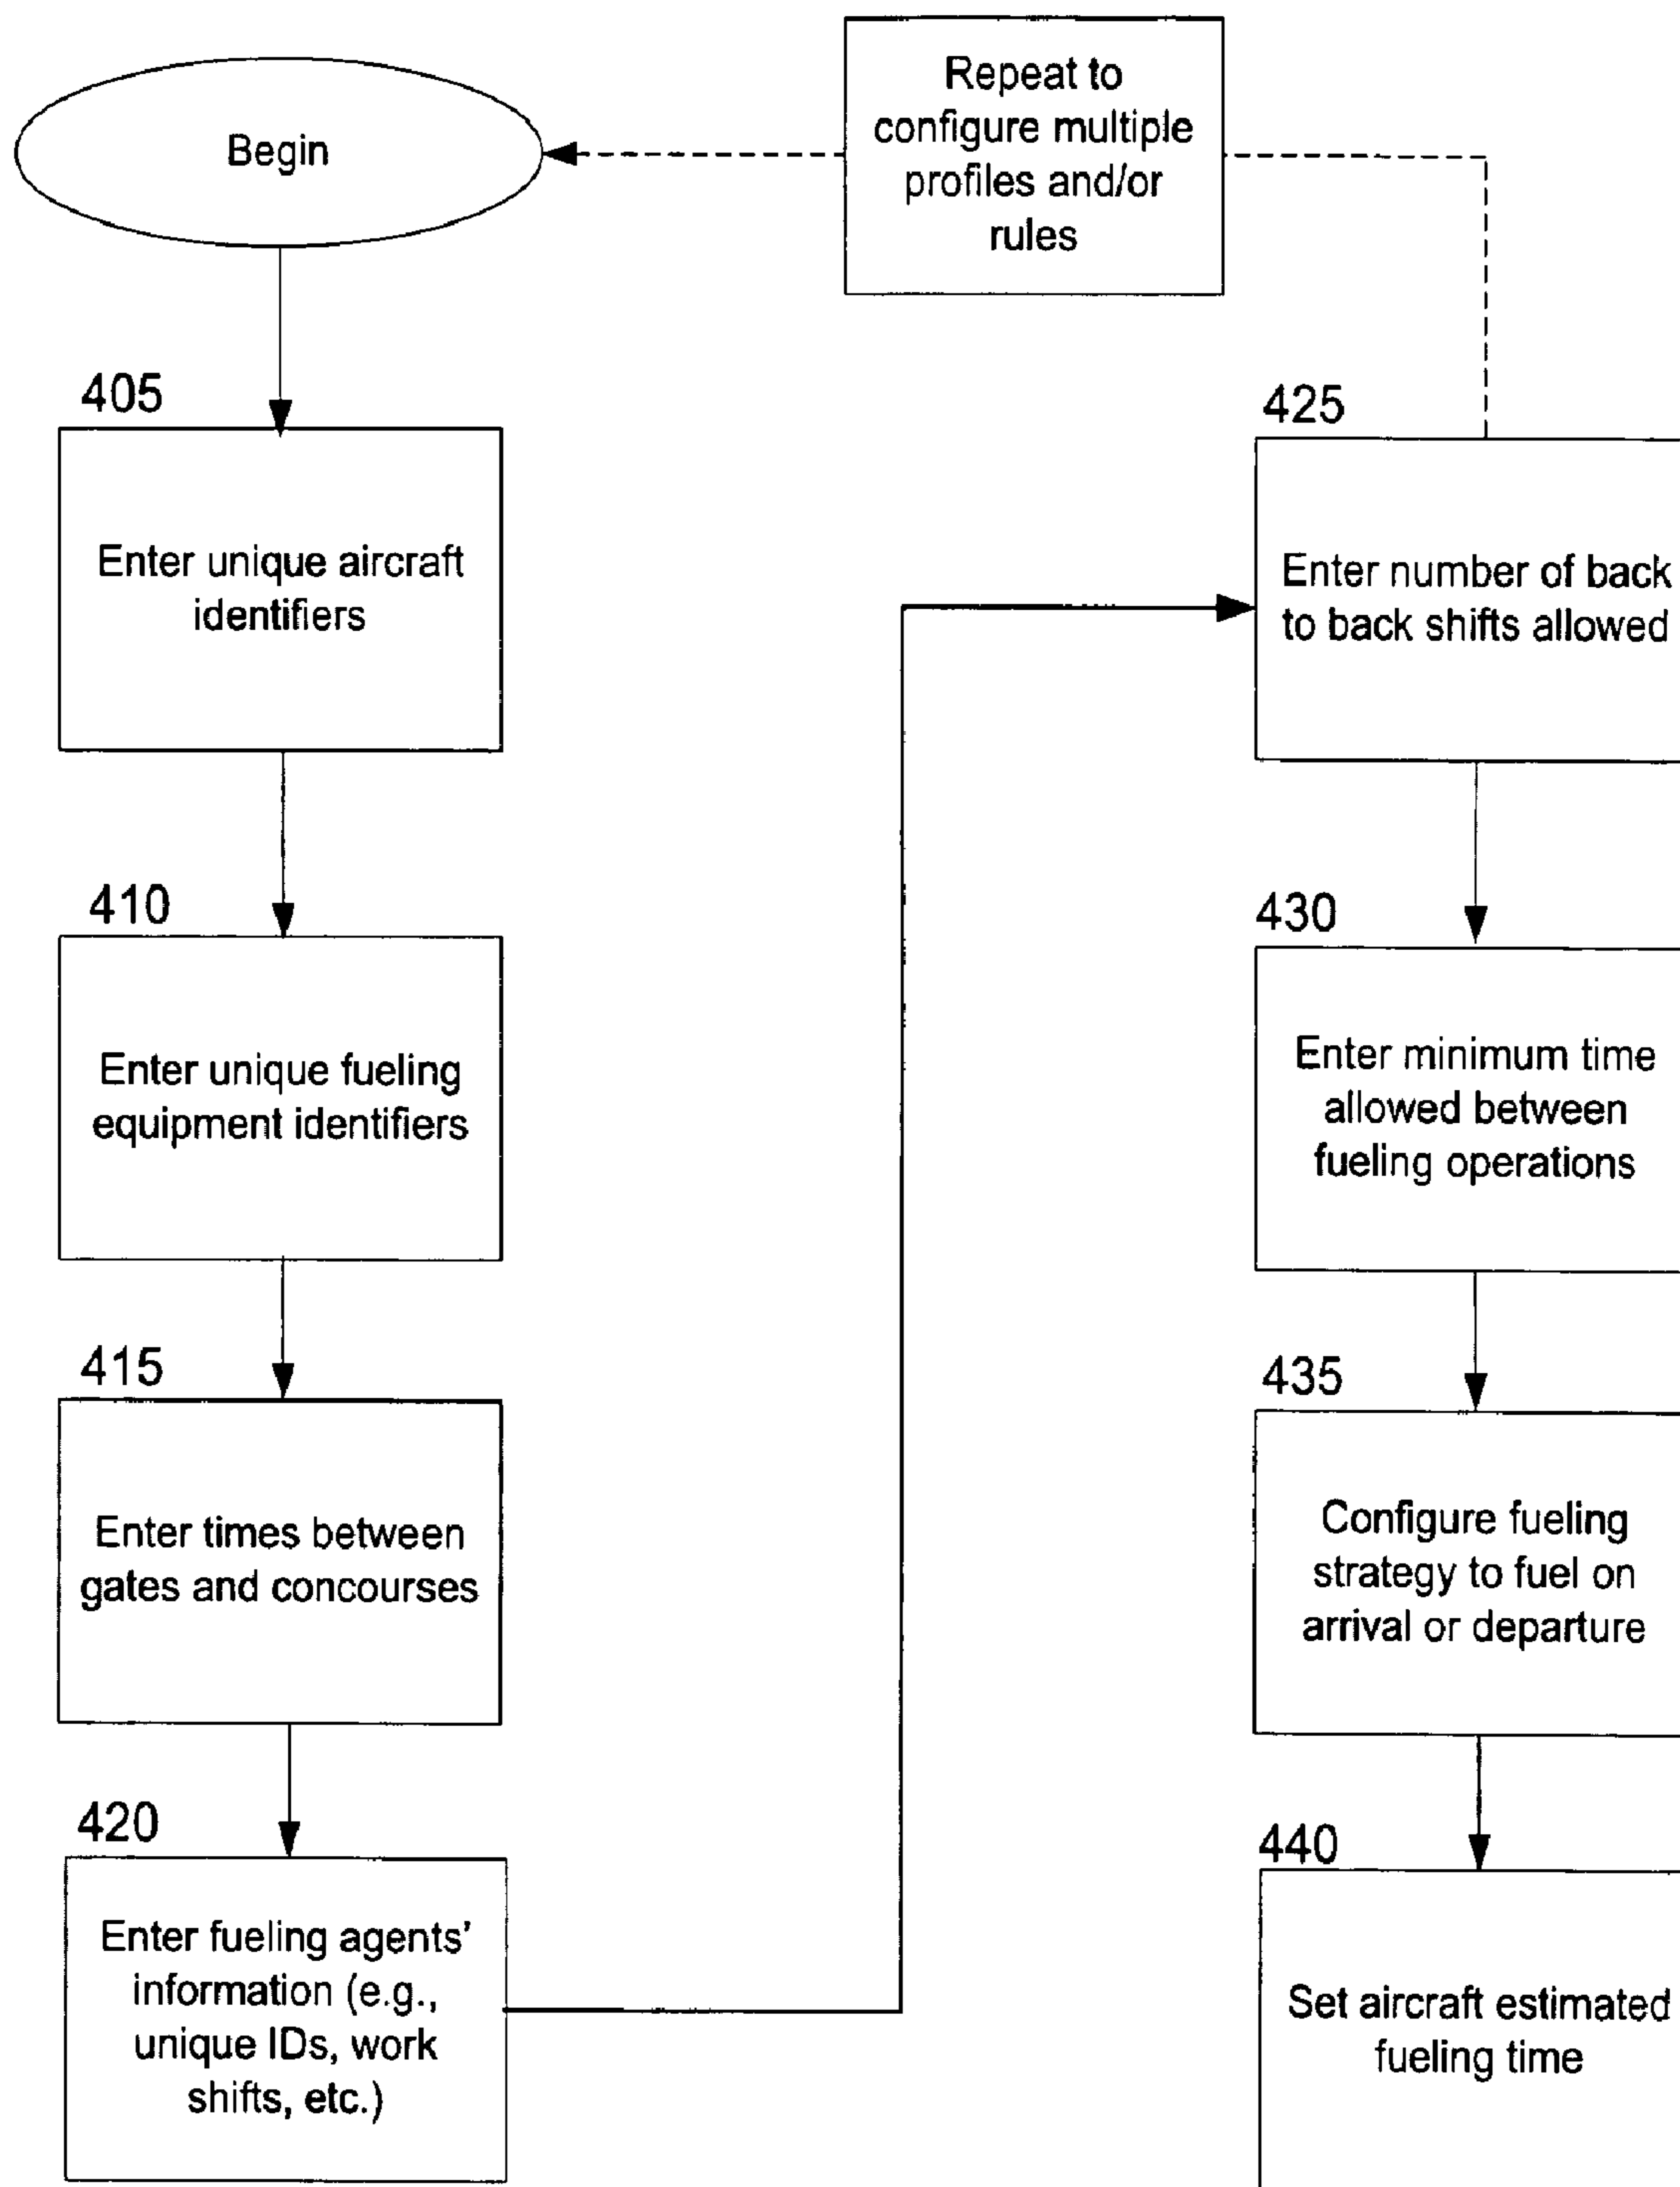 Begin
Repeat to
configure multiple
profiles and/or
rules
405
Enter unique aircraft
identifiers
410
Enter unique fueling
equipment identifiers
415
Enter times between
gates and concourses
420
Enter fueling agents'
information (e.g.,
unique IDs, work
shifts, etc.)
425
Enter number of back
to back shifts allowed
430
Enter minimum time
allowed between
fueling operations
435
Configure fueling
strategy to fuel on
arrival or departure
440
Set aircraft estimated
fueling time